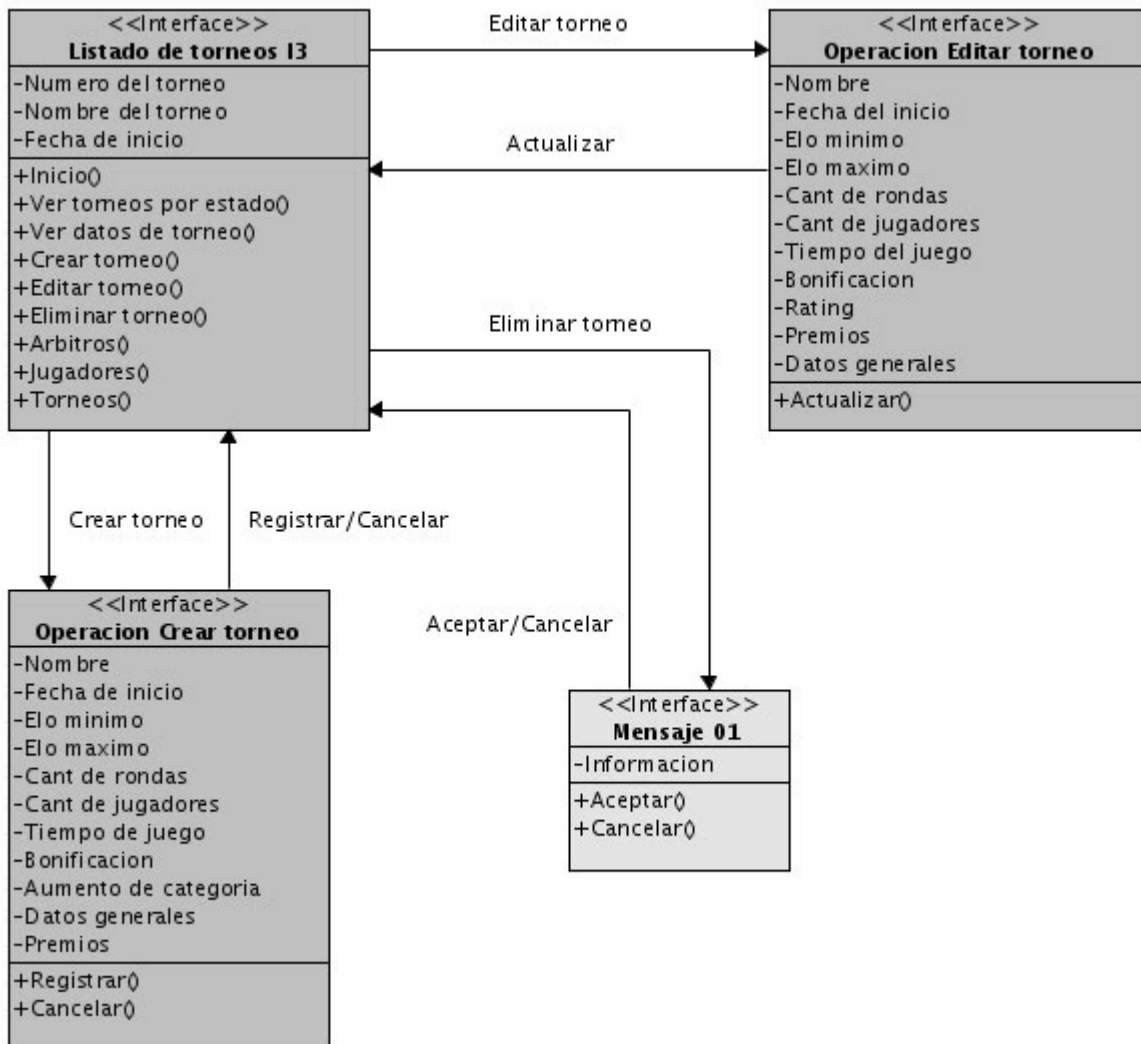 <<Interface>>
Listado de torneos I3
-Numero del torneo
-Nombre del torneo
-Fecha de inicio
+Inicio()
+Ver torneos por estado()
+Ver datos de torneo()
+Crear torneo()
+Editar torneo()
+Eliminar torneo()
+Arbitros()
+Jugadores()
+Torneos()
Editar torneo
Actualizar
<<Interface>>
Operacion Editar torneo
-Nombre
-Fecha del inicio
-Elo minimo
-Elo maximo
-Cant de rondas
-Cant de jugadores
-Tiempo del juego
-Bonificacion
-Rating
-Premios
-Datos generales
+Actualizar()
Eliminar torneo
Crear torneo
Registrar/Cancelar
Aceptar/Cancelar
<<Interface>>
Operacion Crear torneo
-Nombre
-Fecha de inicio
-Elo minimo
-Elo maximo
-Cant de rondas
-Cant de jugadores
-Tiempo de juego
-Bonificacion
-Aumento de categoria
-Datos generales
-Premios
+Registrar()
+Cancelar()
<<Interface>>
Mensaje 01
-Informacion
+Aceptar()
+Cancelar()